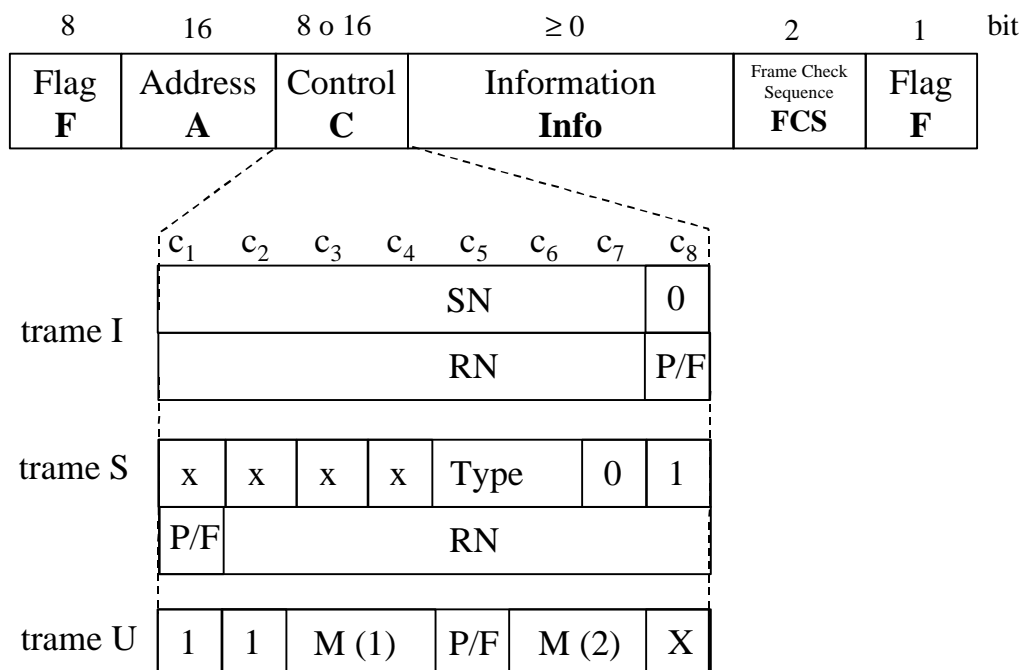 8 16 8 o 16 ≥ 0 2 1 bit
Flag Address Control Information Frame Check Sequence Flag
F A C Info FCS F
c1 c2 c3 c4 c5 c6 c7 c8
SN 0
trame I
RN P/F
trame S x x x x Type 0 1
P/F RN
trame U 1 1 M (1) P/F M (2) X